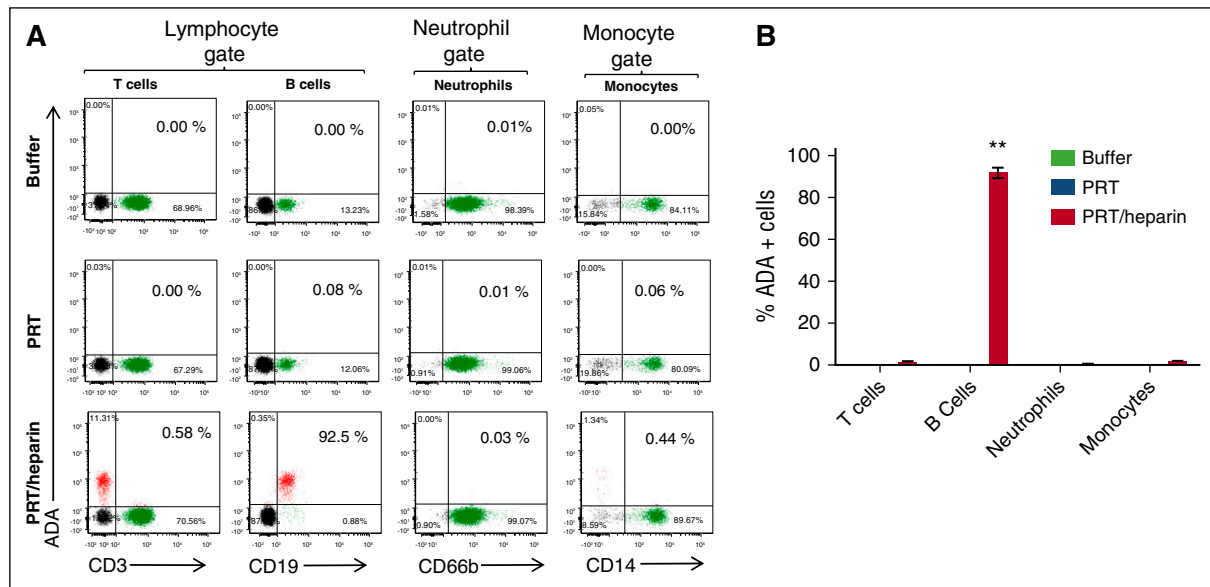 A
Lymphocyte
gate
Neutrophil
gate
Monocyte
gate
T cells
B cells
Neutrophils
Monocytes
Buffer
0.00%
0.00 %
68.96%
0.00%
0.00 %
13.23%
0.01%
0.01%
1.58%
98.39%
0.05%
0.00%
15.84%
84.11%
PRT
0.03%
0.00 %
67.29%
0.00%
0.08 %
12.06%
0.01%
0.01 %
0.91%
99.06%
0.00%
0.06 %
19.86%
80.09%
PRT/heparin
11.31%
0.58 %
70.56%
0.35%
92.5 %
0.88%
0.00%
0.03 %
0.90%
99.07%
1.34%
0.44 %
8.59%
89.67%
ADA
CD3
CD19
CD66b
CD14
B
% ADA + cells
100
80
60
40
20
0
**
Buffer
PRT
PRT/heparin
T cells
B Cells
Neutrophils
Monocytes